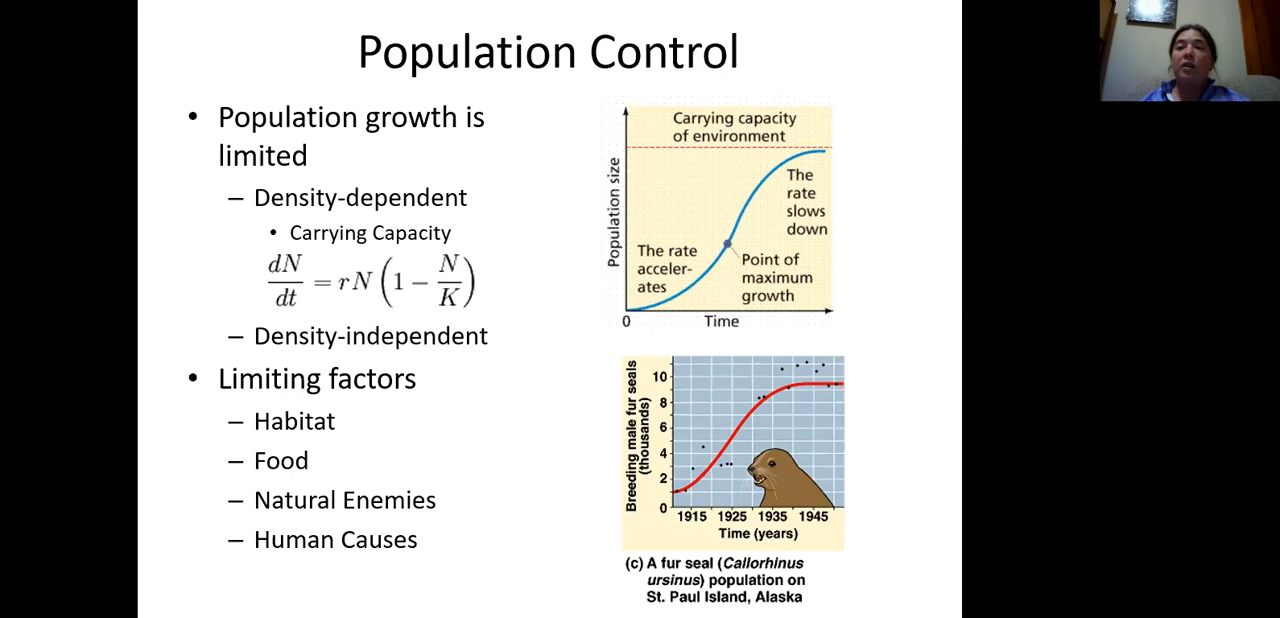 Population Control
• Population growth is
limited
– Density-dependent
• Carrying Capacity
dN/dt = rN(1 − N/K)
– Density-independent
• Limiting factors
– Habitat
– Food
– Natural Enemies
– Human Causes
Carrying capacity
of environment
Population size
The
rate
slows
down
The rate
acceler-
ates
Point of
maximum
growth
0
Time
Breeding male fur seals
(thousands)
10
8
6
4
2
0
1915 1925 1935 1945
Time (years)
(c) A fur seal (Callorhinus
ursinus) population on
St. Paul Island, Alaska